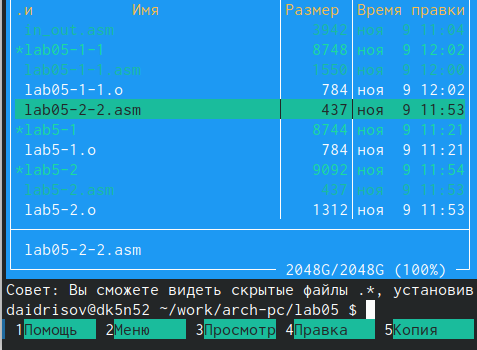 .и Имя Размер Время правки
in_out.asm 3942 ноя 9 11:04
*lab05-1-1 8748 ноя 9 12:02
lab05-1-1.asm 1550 ноя 9 12:00
lab05-1-1.o 784 ноя 9 12:02
lab05-2-2.asm 437 ноя 9 11:53
*lab5-1 8744 ноя 9 11:21
lab5-1.o 784 ноя 9 11:21
*lab5-2 9092 ноя 9 11:54
lab5-2.asm 437 ноя 9 11:53
lab5-2.o 1312 ноя 9 11:53
lab05-2-2.asm
2048G/2048G (100%)
Совет: Вы сможете видеть скрытые файлы .*, установив
daidrisov@dk5n52 ~/work/arch-pc/lab05 $
1Помощь 2Меню 3Просмотр 4Правка 5Копия